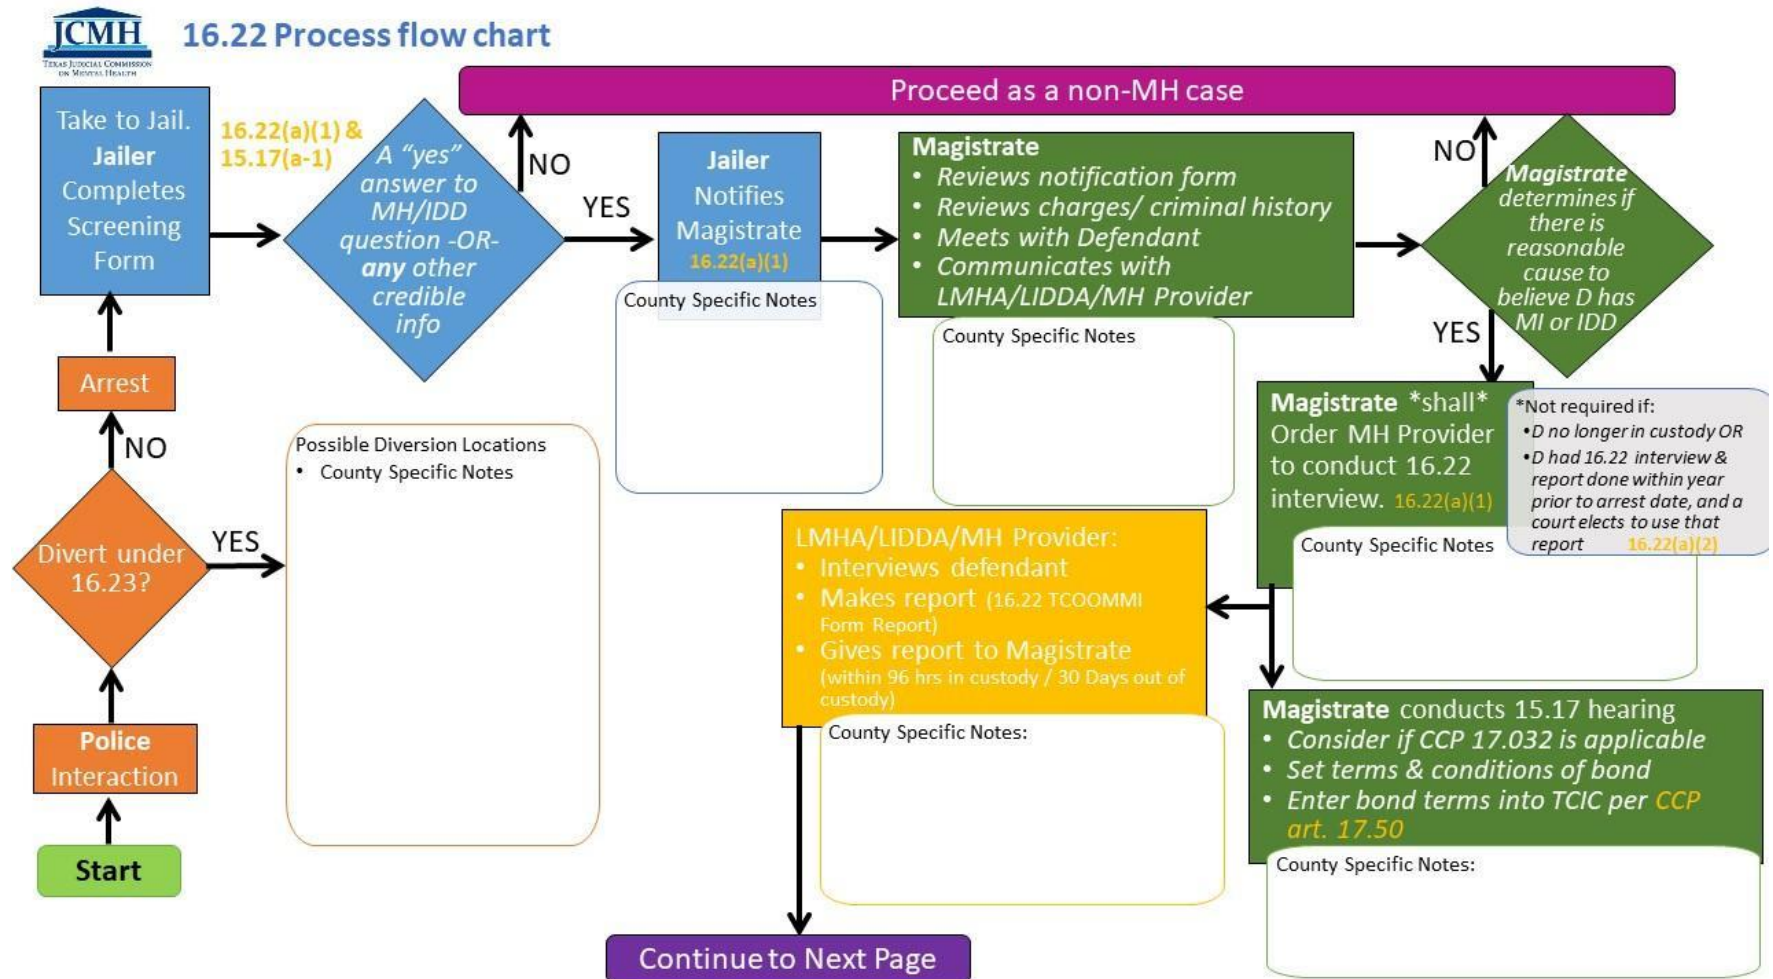 JCMH
TEXAS JUDICIAL COMMISSION
ON MENTAL HEALTH
16.22 Process flow chart
Proceed as a non-MH case
Take to Jail.
Jailer
Completes
Screening
Form
16.22(a)(1) &
15.17(a-1)
A “yes”
answer to
MH/IDD
question -OR-
any other
credible
info
NO
YES
Jailer
Notifies
Magistrate
16.22(a)(1)
County Specific Notes
Magistrate
• Reviews notification form
• Reviews charges/ criminal history
• Meets with Defendant
• Communicates with
LMHA/LIDDA/MH Provider
County Specific Notes
NO
Magistrate
determines if
there is
reasonable
cause to
believe D has
MI or IDD
YES
Arrest
NO
Divert under
16.23?
YES
Possible Diversion Locations
• County Specific Notes
Police
Interaction
Start
Magistrate *shall*
Order MH Provider
to conduct 16.22
interview. 16.22(a)(1)
*Not required if:
•D no longer in custody OR
•D had 16.22 interview &
report done within year
prior to arrest date, and a
court elects to use that
report 16.22(a)(2)
County Specific Notes
LMHA/LIDDA/MH Provider:
• Interviews defendant
• Makes report (16.22 TCOOMMI
Form Report)
• Gives report to Magistrate
(within 96 hrs in custody / 30 Days out of
custody)
County Specific Notes:
Magistrate conducts 15.17 hearing
• Consider if CCP 17.032 is applicable
• Set terms & conditions of bond
• Enter bond terms into TCIC per CCP
art. 17.50
County Specific Notes:
Continue to Next Page